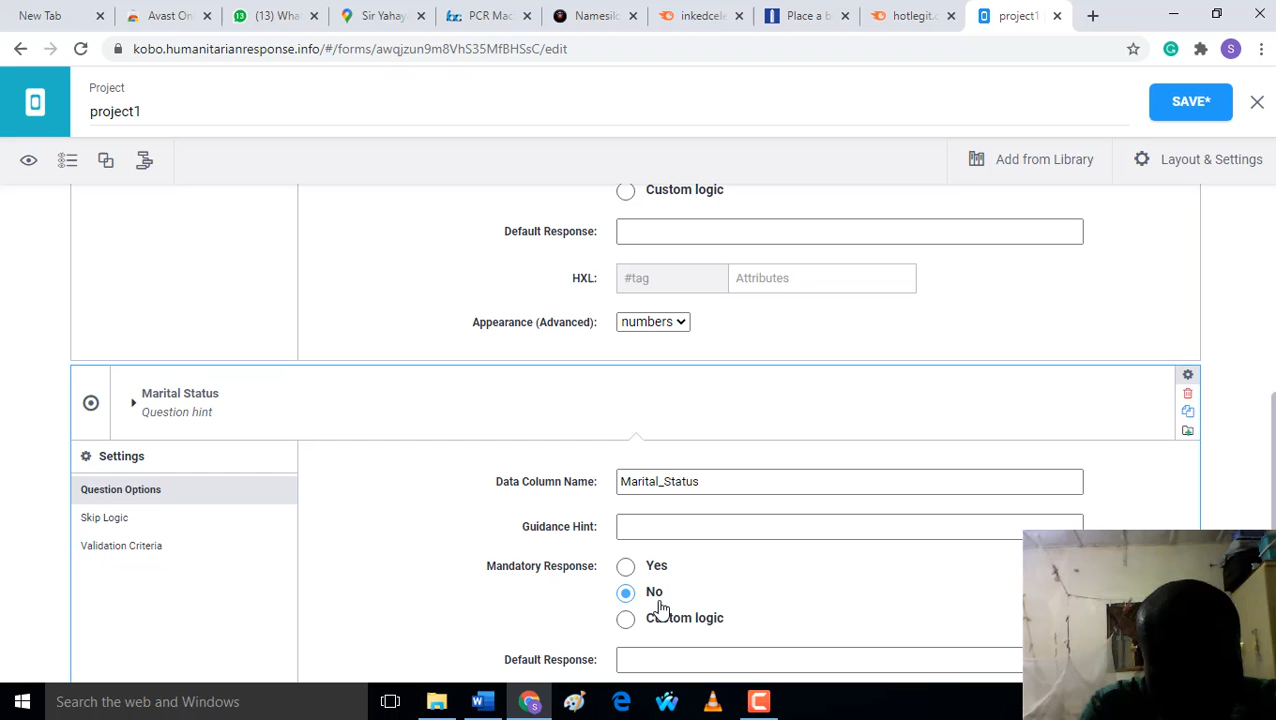 New Tab
Avast On
(13) Wha
Sir Yahay
PCR Mac
Namesilo
inkedcele
Place a L
hotlegit.c
project1
kobo.humanitarianresponse.info/#/forms/awqjzun9m8VhS35MfBHSsC/edit
S
Project
project1
SAVE*
Add from Library
Layout & Settings
Custom logic
Default Response:
HXL:
#tag
Attributes
Appearance (Advanced):
numbers
Marital Status
Question hint
Settings
Question Options
Skip Logic
Validation Criteria
Data Column Name:
Marital_Status
Guidance Hint:
Mandatory Response:
Yes
No
Custom logic
Default Response:
Search the web and Windows